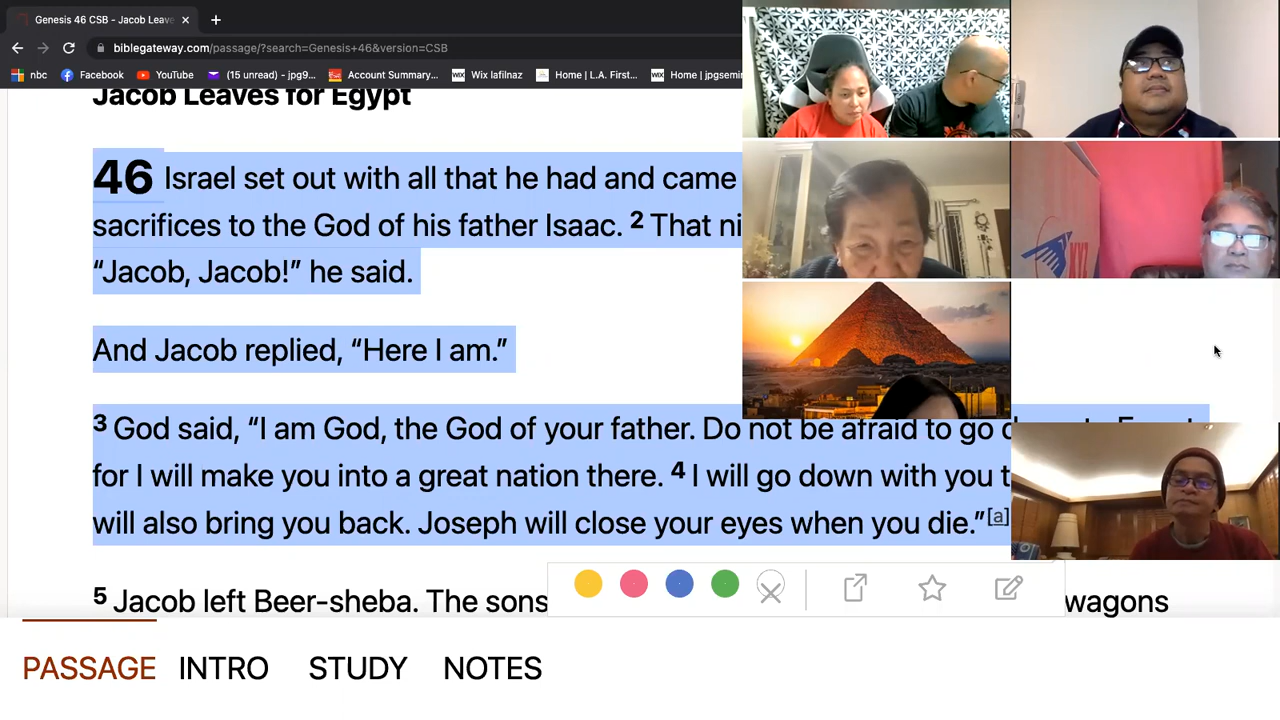 Genesis 46 CSB - Jacob Leave
biblegateway.com/passage/?search=Genesis+46&version=CSB
nbc Facebook YouTube (15 unread) - jpg9... Account Summary... Wix lafilnaz Home | L.A. First... Home | jpgsemi
Jacob Leaves for Egypt
46 Israel set out with all that he had and came
sacrifices to the God of his father Isaac. 2 That ni
“Jacob, Jacob!” he said.
And Jacob replied, “Here I am.”
3 God said, “I am God, the God of your father. Do not be afraid to go
for I will make you into a great nation there. 4 I will go down with you t
will also bring you back. Joseph will close your eyes when you die.”[a]
5 Jacob left Beer-sheba. The sons wagons
PASSAGE INTRO STUDY NOTES